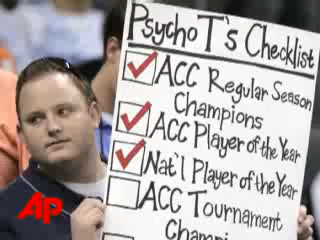 Psycho T's Checklist
ACC Regular Season
Champions
ACC Player of the Year
Nat'l Player of the Year
ACC Tournament
Champions
AP